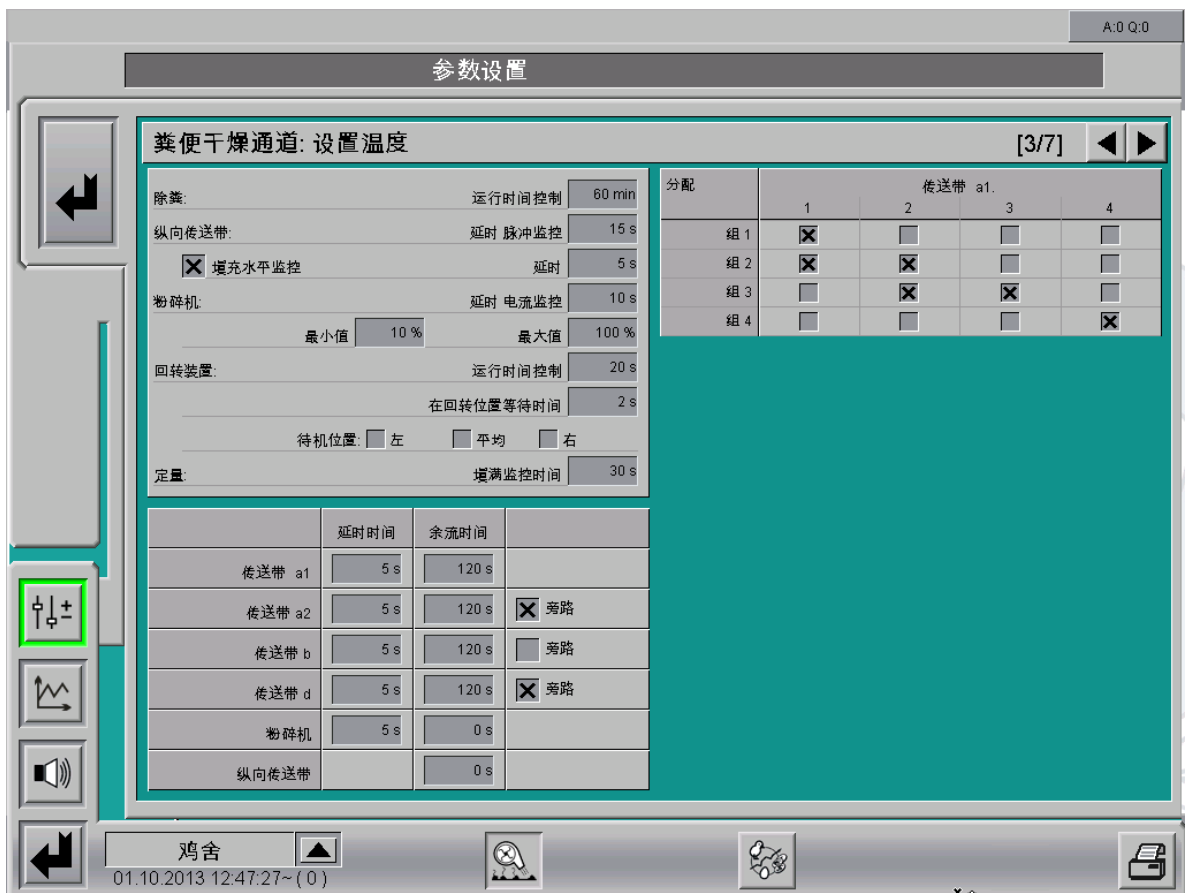 A:0 Q:0
参数设置
粪便干燥通道: 设置温度 [3/7]
除粪: 运行时间控制 60 min
纵向传送带: 延时 脉冲监控 15 s
填充水平监控 延时 5 s
粉碎机: 延时 电流监控 10 s
最小值 10 % 最大值 100 %
回转装置: 运行时间控制 20 s
在回转位置等待时间 2 s
待机位置: 左 平均 右
定量: 填满监控时间 30 s
分配 传送带 a1.
1 2 3 4
组 1
组 2
组 3
组 4
延时时间 余流时间
传送带 a1 5 s 120 s
传送带 a2 5 s 120 s 旁路
传送带 b 5 s 120 s 旁路
传送带 d 5 s 120 s 旁路
粉碎机 5 s 0 s
纵向传送带 0 s
鸡舍
01.10.2013 12:47:27~ ( 0 )